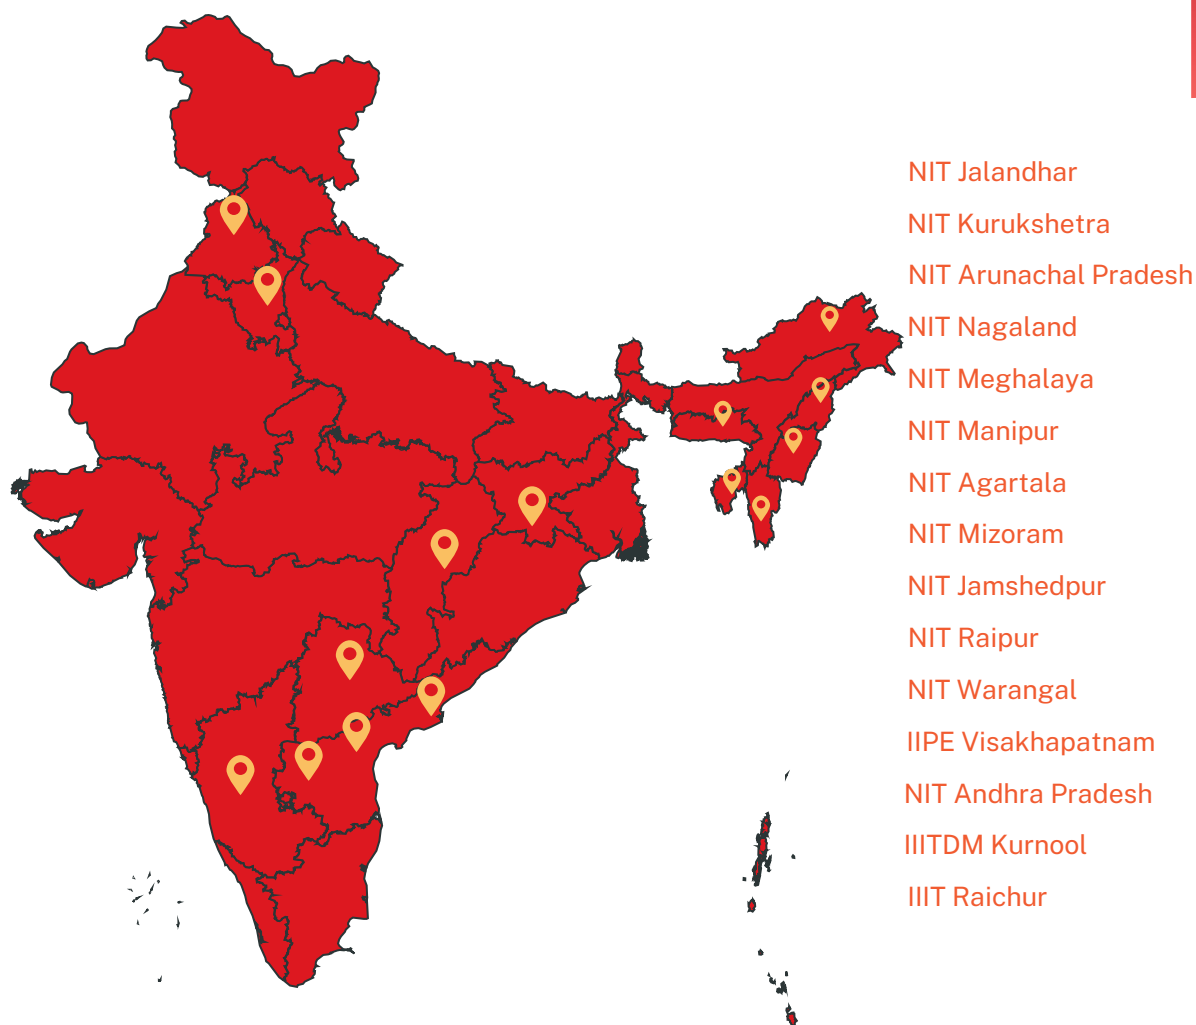 NIT Jalandhar
NIT Kurukshetra
NIT Arunachal Pradesh
NIT Nagaland
NIT Meghalaya
NIT Manipur
NIT Agartala
NIT Mizoram
NIT Jamshedpur
NIT Raipur
NIT Warangal
IIPE Visakhapatnam
NIT Andhra Pradesh
IIITDM Kurnool
IIIT Raichur